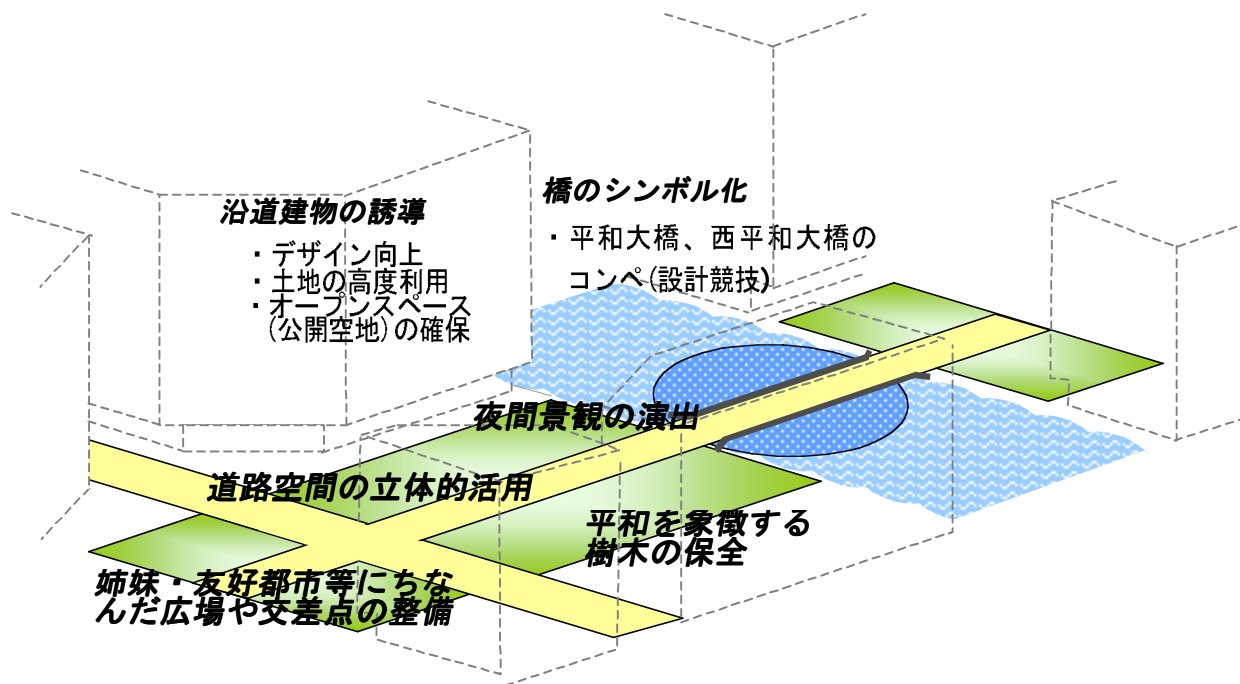 沿道建物の誘導
・デザイン向上
・土地の高度利用
・オープンスペース
(公開空地)の確保
橋のシンボル化
・平和大橋、西平和大橋の
コンペ(設計競技)
夜間景観の演出
道路空間の立体的活用
平和を象徴する
樹木の保全
姉妹・友好都市等にちな
んだ広場や交差点の整備